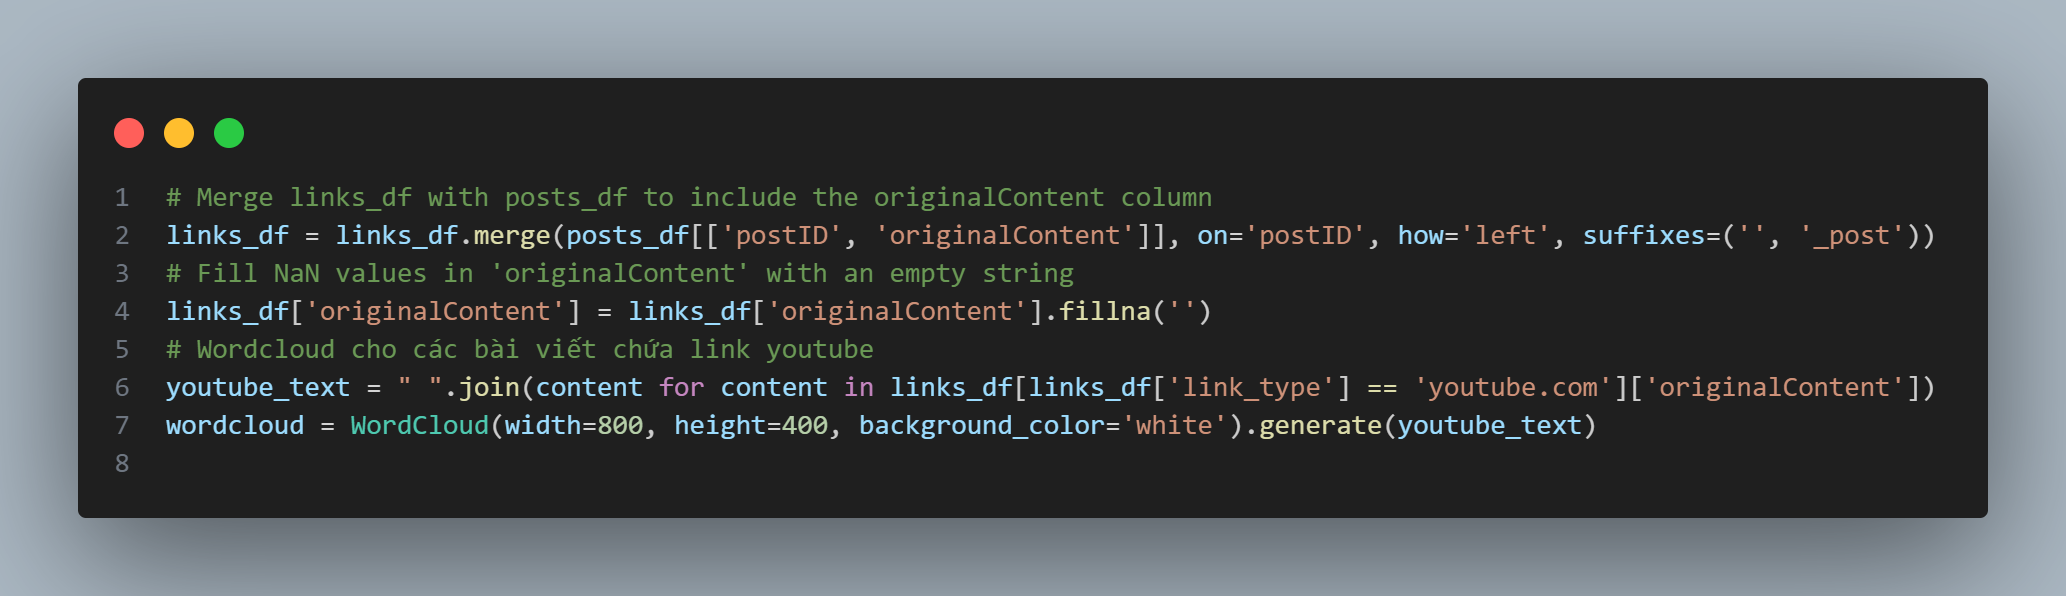 1 # Merge links_df with posts_df to include the originalContent column
2 links_df = links_df.merge(posts_df[['postID', 'originalContent']], on='postID', how='left', suffixes=('', '_post'))
3 # Fill NaN values in 'originalContent' with an empty string
4 links_df['originalContent'] = links_df['originalContent'].fillna('')
5 # Wordcloud cho các bài viết chứa link youtube
6 youtube_text = " ".join(content for content in links_df[links_df['link_type'] == 'youtube.com']['originalContent'])
7 wordcloud = WordCloud(width=800, height=400, background_color='white').generate(youtube_text)
8